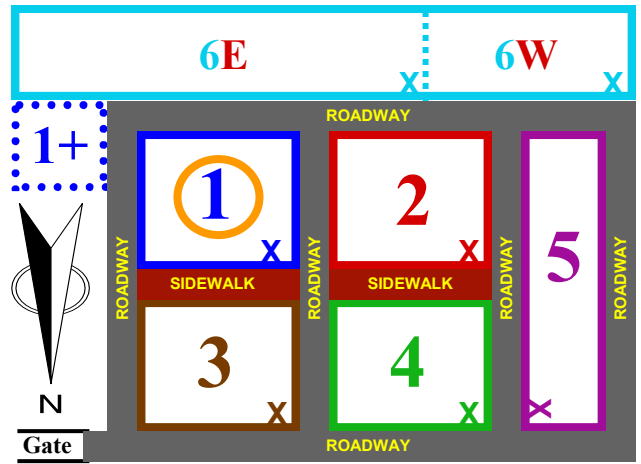 6E
6W
X
X
ROADWAY
1+
1
2
5
X
X
ROADWAY
ROADWAY
ROADWAY
ROADWAY
SIDEWALK
SIDEWALK
3
4
X
X
X
N
Gate
ROADWAY